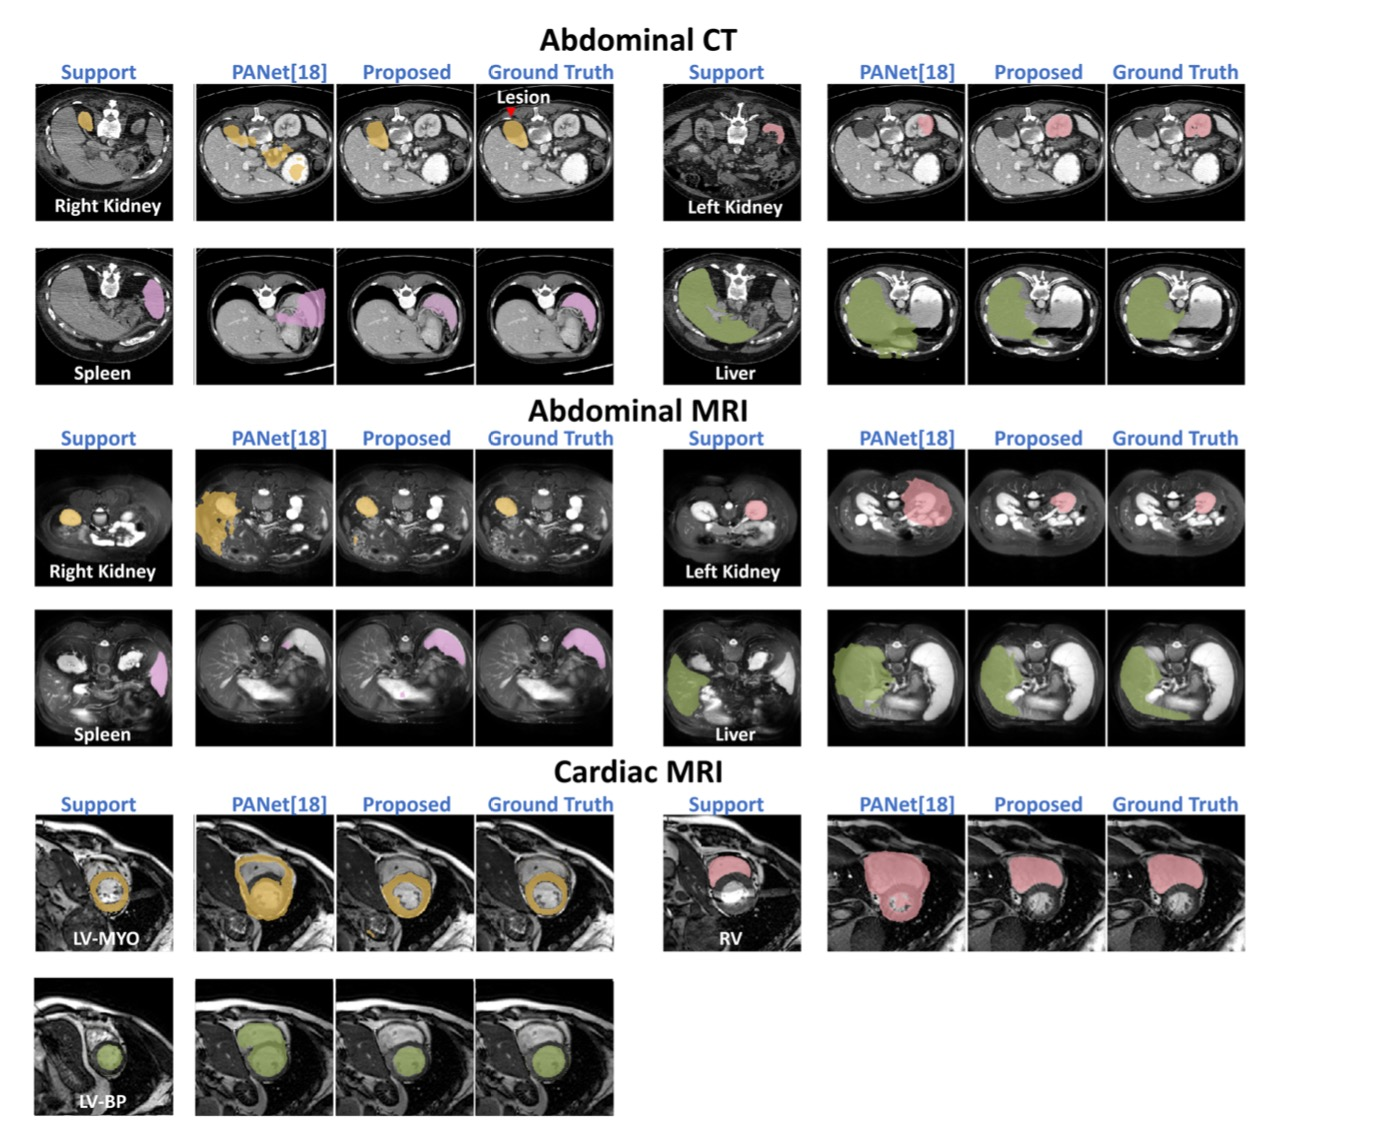 Abdominal CT
Support PANet[18] Proposed Ground Truth Support PANet[18] Proposed Ground Truth
Lesion
Right Kidney Left Kidney
Spleen Liver
Abdominal MRI
Support PANet[18] Proposed Ground Truth Support PANet[18] Proposed Ground Truth
Right Kidney Left Kidney
Spleen Liver
Cardiac MRI
Support PANet[18] Proposed Ground Truth Support PANet[18] Proposed Ground Truth
LV-MYO RV
LV-BP